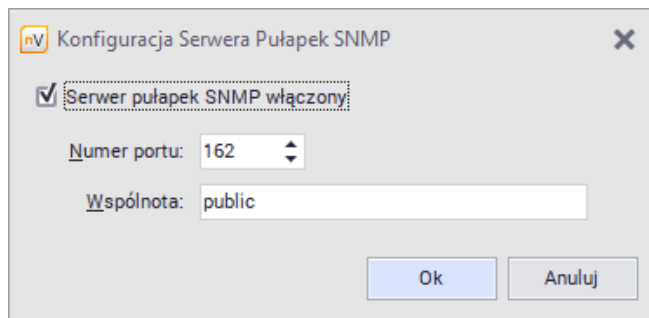 nV Konfiguracja Serwera Pułapek SNMP
Serwer pułapek SNMP włączony
Numer portu: 162
Wspólnota: public
Ok Anuluj